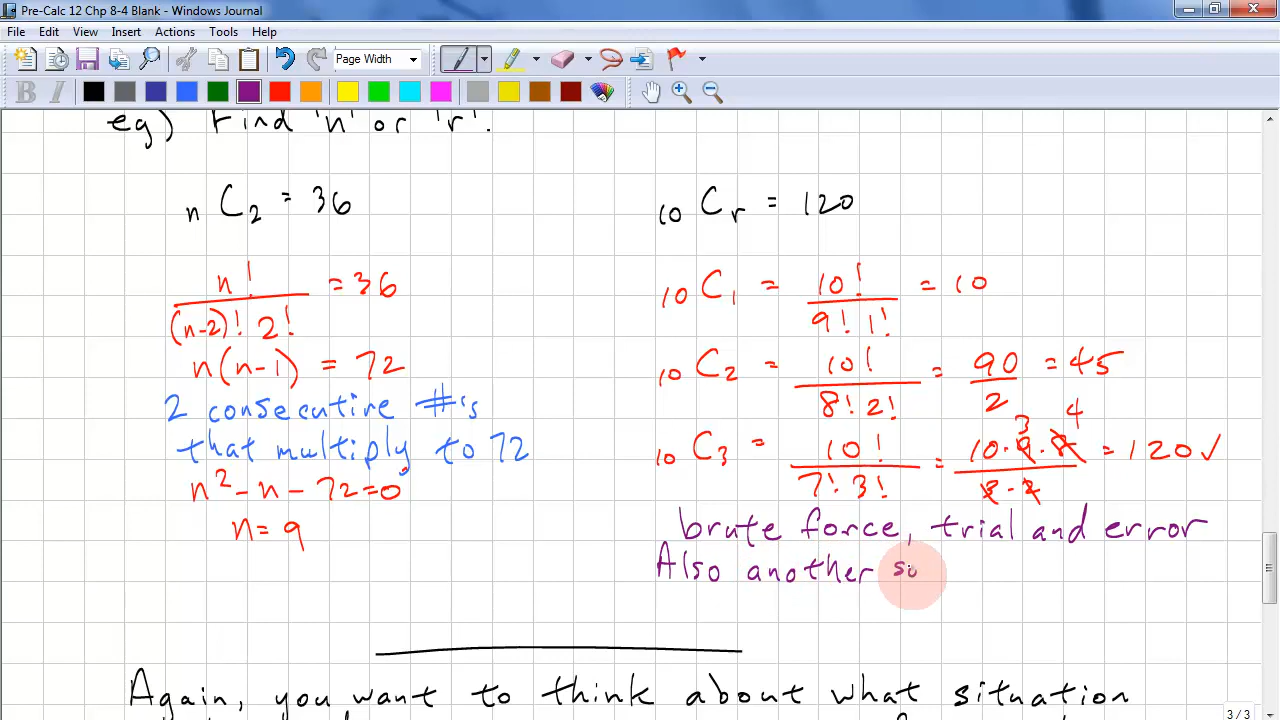 Pre-Calc 12 Chp 8-4 Blank - Windows Journal
File Edit View Insert Actions Tools Help
Page Width
B I
eg) Find 'n' or 'r'.
nC2 = 36
n! / (n-2)! 2! = 36
n(n-1) = 72
2 consecutive #'s
that multiply to 72
n² - n - 72 = 0
n = 9
10Cr = 120
10C1 = 10! / 9! 1! = 10
10C2 = 10! / 8! 2! = 90 / 2 = 45
10C3 = 10! / 7! 3! = 10·9·8 / 3·2 = 120 ✓
3 4
brute force, trial and error
Also another so
Again, you want to think about what situation
3/3